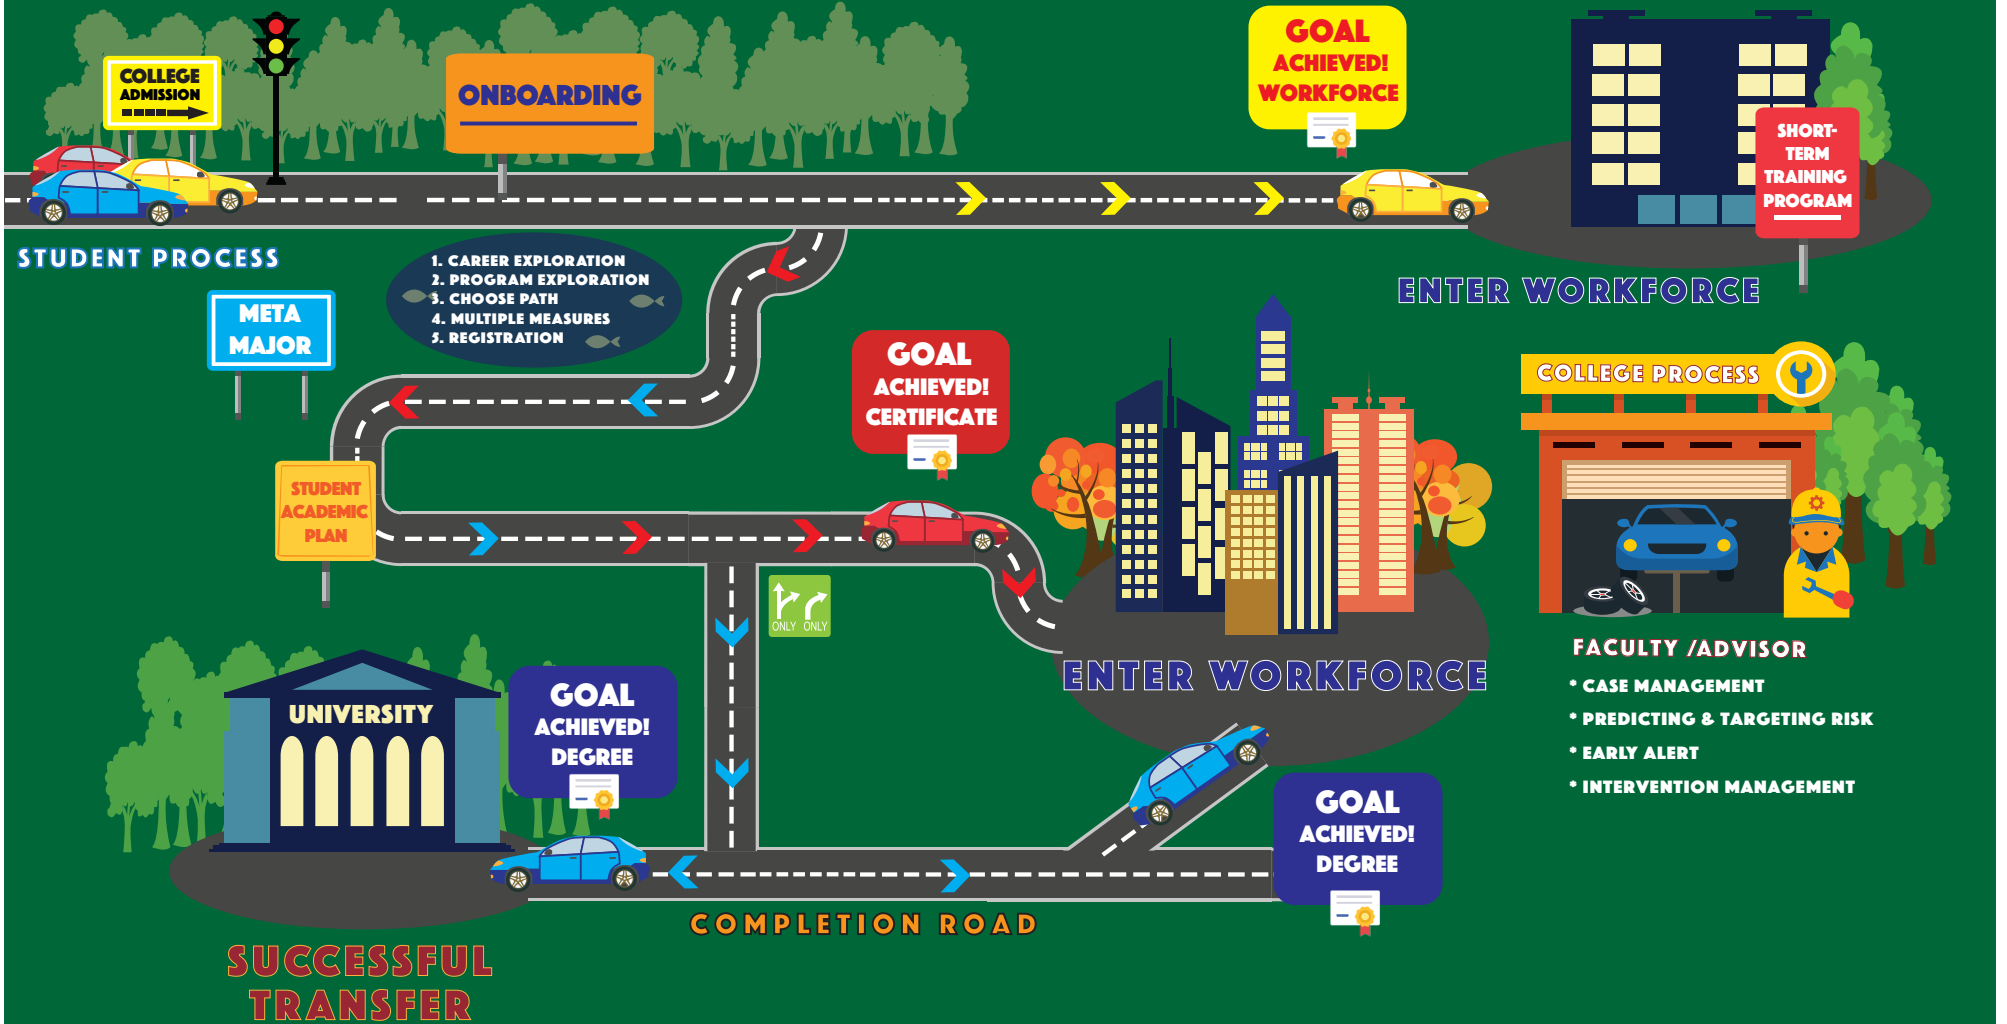 COLLEGE
ADMISSION
ONBOARDING
GOAL
ACHIEVED!
WORKFORCE
SHORT-
TERM
TRAINING
PROGRAM
STUDENT PROCESS
1. CAREER EXPLORATION
2. PROGRAM EXPLORATION
3. CHOOSE PATH
4. MULTIPLE MEASURES
5. REGISTRATION
ENTER WORKFORCE
META
MAJOR
GOAL
ACHIEVED!
CERTIFICATE
COLLEGE PROCESS
STUDENT
ACADEMIC
PLAN
ONLY ONLY
ENTER WORKFORCE
FACULTY /ADVISOR
* CASE MANAGEMENT
* PREDICTING & TARGETING RISK
* EARLY ALERT
* INTERVENTION MANAGEMENT
UNIVERSITY
GOAL
ACHIEVED!
DEGREE
GOAL
ACHIEVED!
DEGREE
COMPLETION ROAD
SUCCESSFUL
TRANSFER